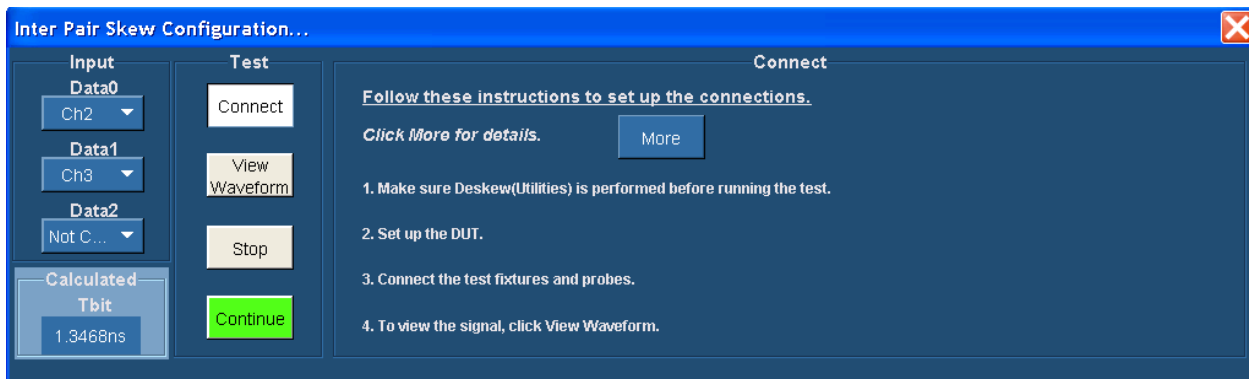 Inter Pair Skew Configuration...
Input
Data0
Ch2
Data1
Ch3
Data2
Not C...
Calculated
Tbit
1.3468ns
Test
Connect
View
Waveform
Stop
Continue
Connect
Follow these instructions to set up the connections.
Click More for details.
More
1. Make sure Deskew(Utilities) is performed before running the test.
2. Set up the DUT.
3. Connect the test fixtures and probes.
4. To view the signal, click View Waveform.